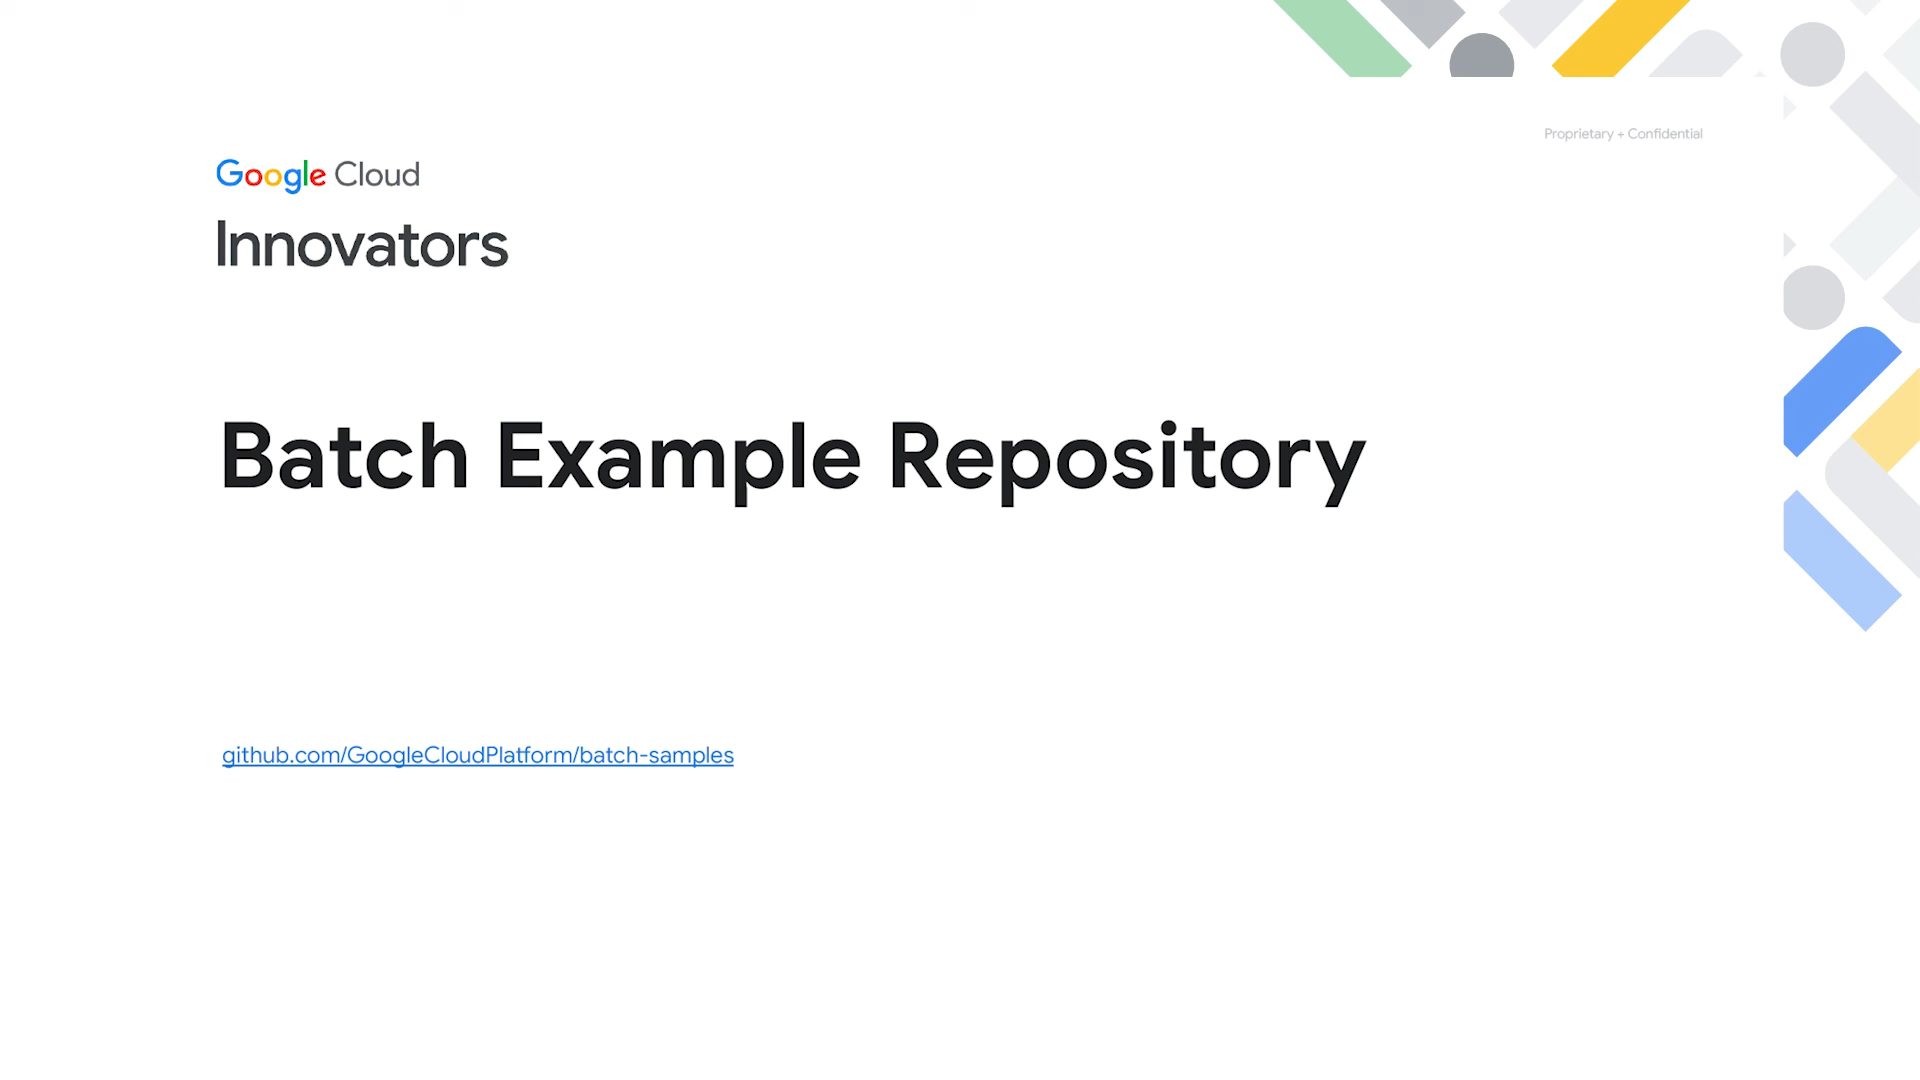 Proprietary + Confidential
Google Cloud
Innovators
Batch Example Repository
github.com/GoogleCloudPlatform/batch-samples